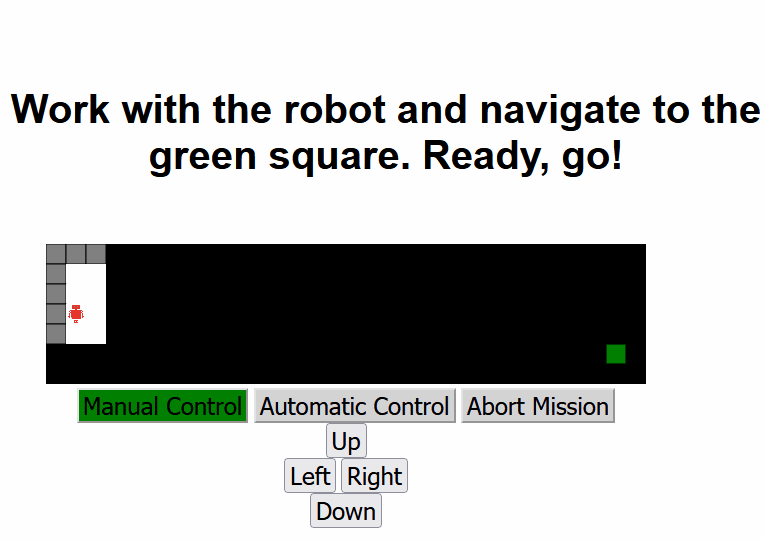 Work with the robot and navigate to the
green square. Ready, go!
Manual Control Automatic Control Abort Mission
Up
Left Right
Down